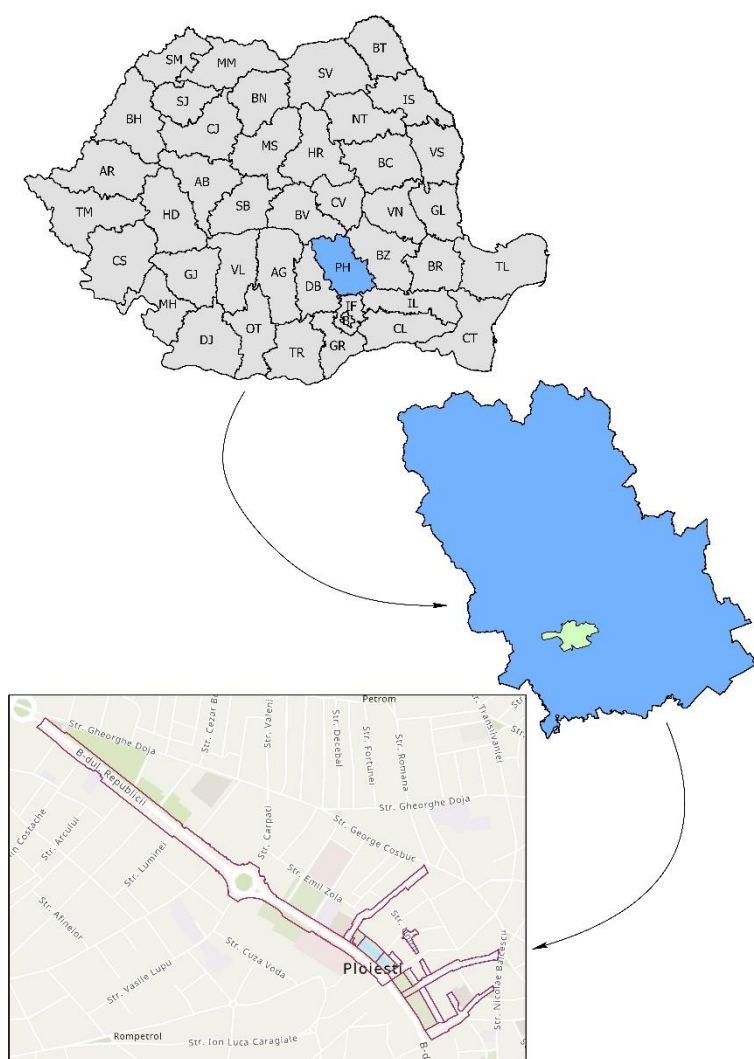 SM
MM
SV
BT
BH
SJ
BN
IS
CJ
NT
MS
HR
BC
VS
AR
AB
TM
HD
SB
BV
CV
VN
GL
CS
GJ
VL
AG
DB
PH
BZ
BR
TL
MH
IF
B
IL
DJ
OT
TR
GR
CL
CT
Petrom
Str. Gheorghe Doja
Str. Valeni
Str. Decebal
Str. Fortunei
Str. Romana
Str. Transilvaniei
B-dul. Republicii
Str. Gheorghe Doja
in Costache
Str. Arcului
Str. Luminei
Str. Carpati
Str. George Cosbuc
Str. Emil Zola
Str. Afinelor
Str. Cuza Voda
Str.
Ploiesti
Str. Vasile Lupu
Str. Nicolae Balcescu
Rompetrol
Str. Ion Luca Caragiale